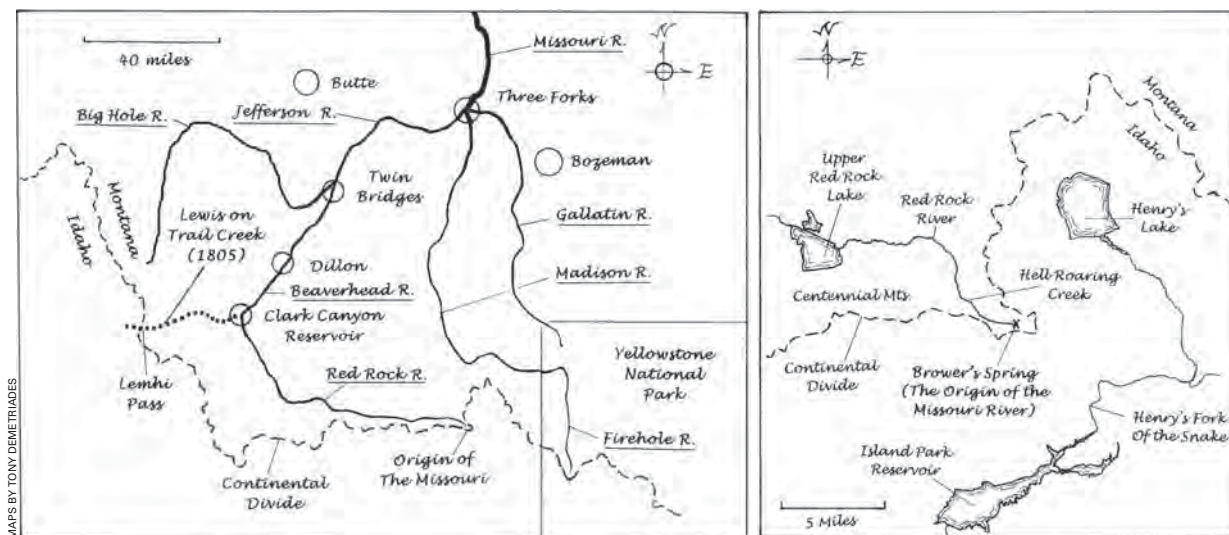 40 miles
Missouri R.
N
E
Butte
Three Forks
Big Hole R.
Jefferson R.
Bozeman
Twin
Bridges
Montana
Idaho
Lewis on
Trail Creek
(1805)
Gallatin R.
Dillon
Madison R.
Beaverhead R.
Clark Canyon
Reservoir
Yellowstone
National
Park
Lemhi
Pass
Red Rock R.
Firehole R.
Origin of
The Missouri
Continental
Divide
MAPS BY TONY DEMETRIADES
N
E
Montana
Idaho
Upper
Red Rock
Lake
Red Rock
River
Henry's
Lake
Hell Roaring
Creek
Centennial Mts.
Continental
Divide
Brower's Spring
(The Origin of the
Missouri River)
Henry's Fork
Of the Snake
Island Park
Reservoir
5 Miles